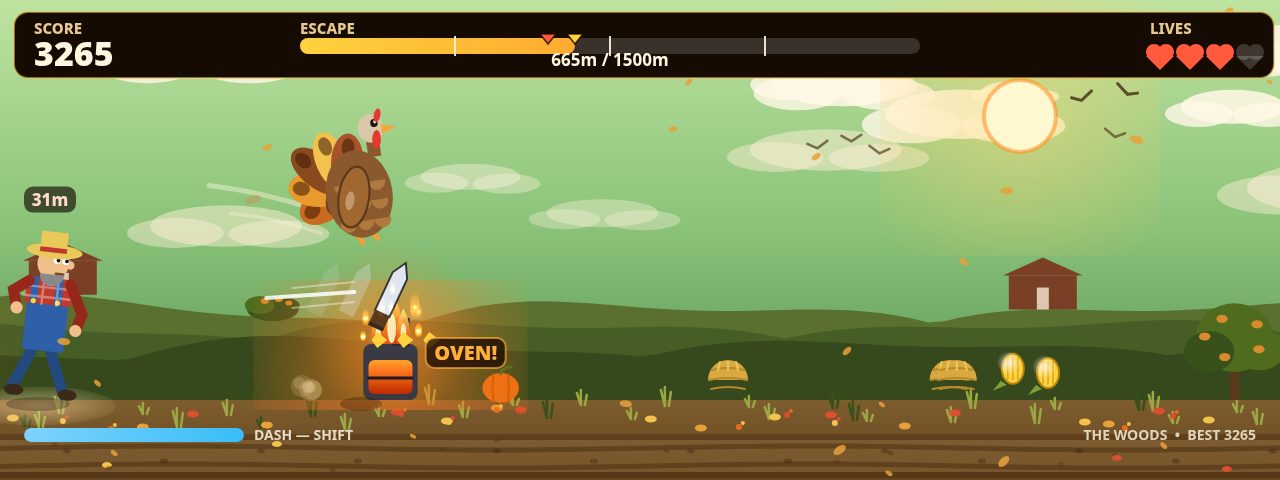 SCORE
3265
ESCAPE
665m / 1500m
LIVES
31m
OVEN!
DASH — SHIFT
THE WOODS • BEST 3265